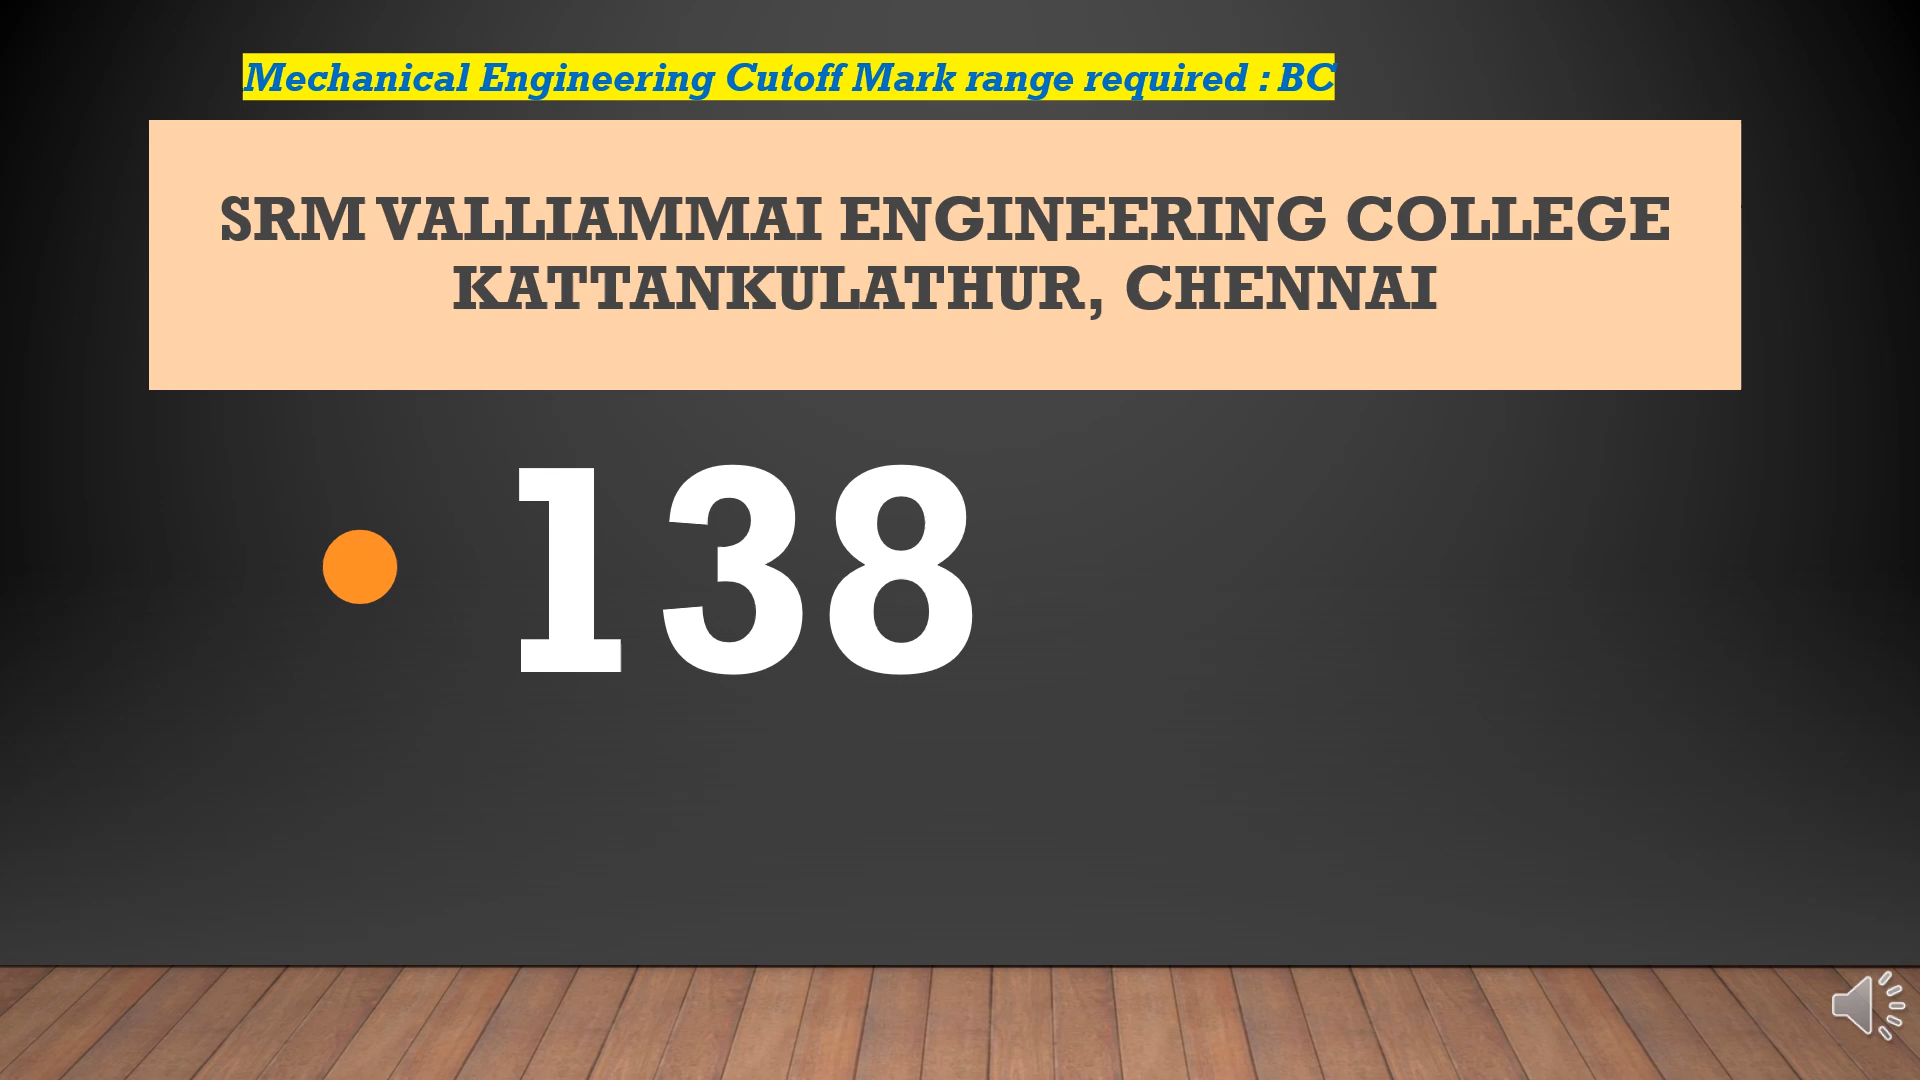 Mechanical Engineering Cutoff Mark range required : BC
SRM VALLIAMMAI ENGINEERING COLLEGE
KATTANKULATHUR, CHENNAI
138